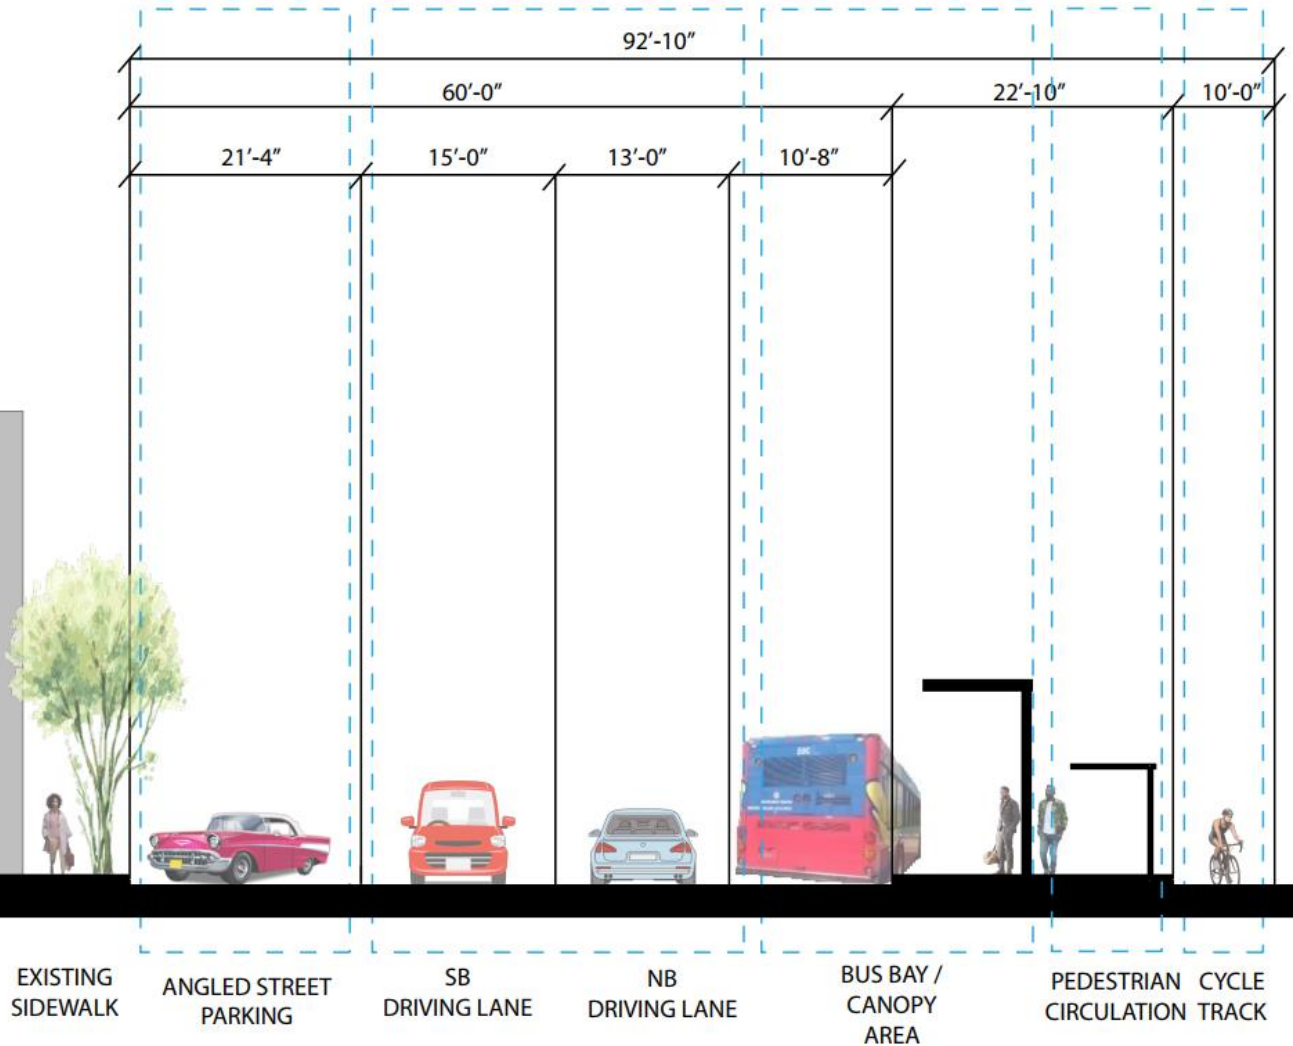 92’-10”
60’-0”
22’-10”
10’-0”
21’-4”
15’-0”
13’-0”
10’-8”
EXISTING
SIDEWALK
ANGLED STREET
PARKING
SB
DRIVING LANE
NB
DRIVING LANE
BUS BAY /
CANOPY
AREA
PEDESTRIAN
CIRCULATION
CYCLE
TRACK